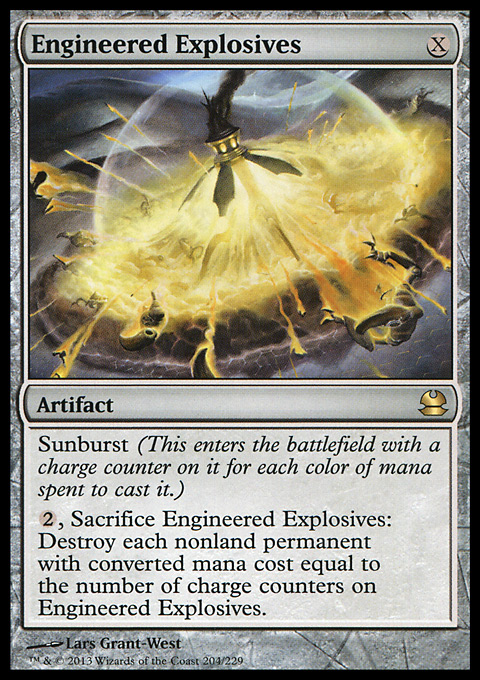 Engineered Explosives X
Artifact
Sunburst (This enters the battlefield with a
charge counter on it for each color of mana
spent to cast it.)
2, Sacrifice Engineered Explosives:
Destroy each nonland permanent
with converted mana cost equal to
the number of charge counters on
Engineered Explosives.
Lars Grant-West
™ & © 2013 Wizards of the Coast 204/229